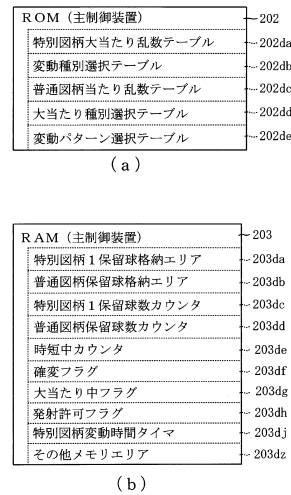 ROM（主制御装置） 202
特別図柄大当たり乱数テーブル 202da
変動種別選択テーブル 202db
普通図柄当たり乱数テーブル 202dc
大当たり種別選択テーブル 202dd
変動パターン選択テーブル 202de
(a)
RAM（主制御装置） 203
特別図柄１保留球格納エリア 203da
普通図柄保留球格納エリア 203db
特別図柄１保留球数カウンタ 203dc
普通図柄保留球数カウンタ 203dd
時短中カウンタ 203de
確変フラグ 203df
大当たり中フラグ 203dg
発射許可フラグ 203dh
特別図柄変動時間タイマ 203dj
その他メモリエリア 203dz
(b)